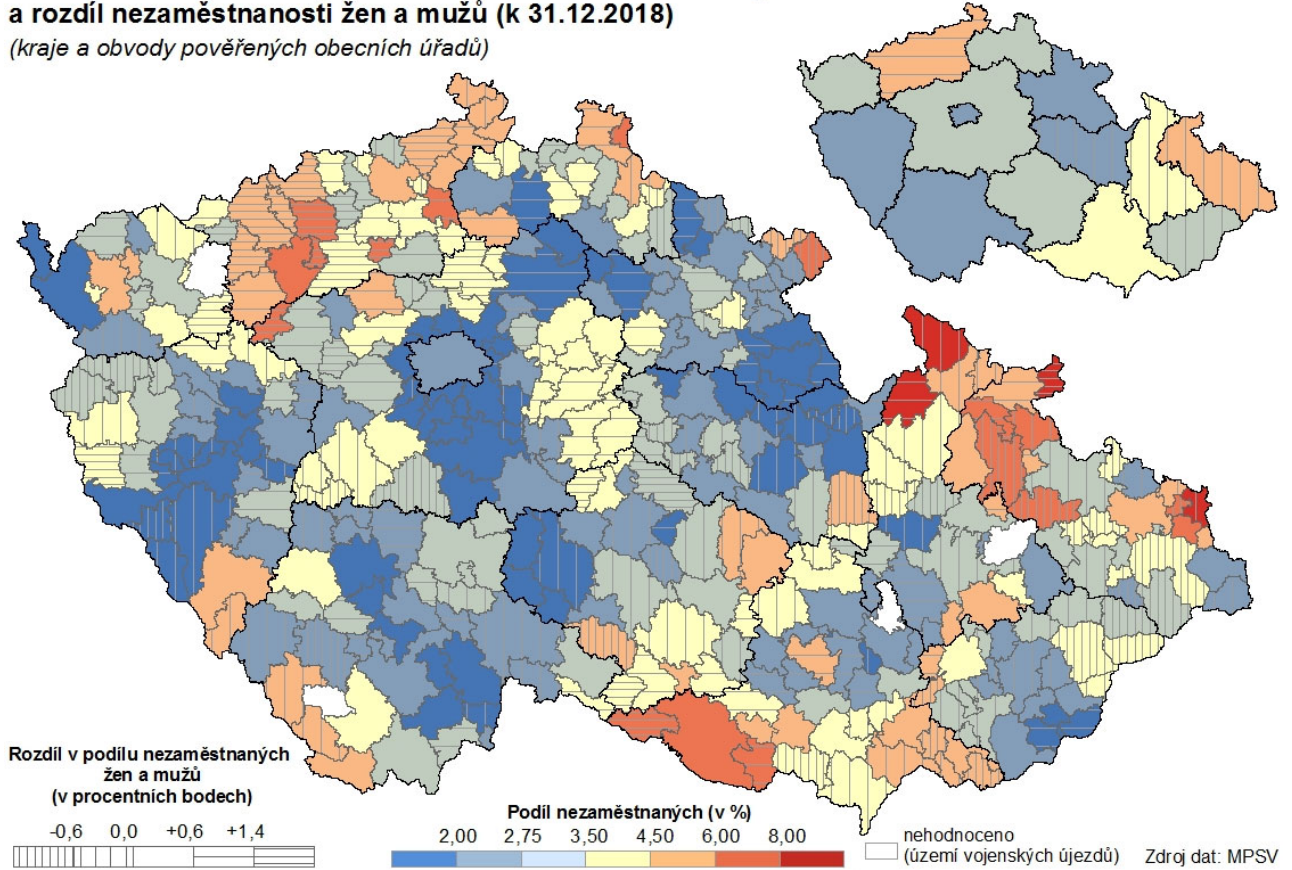 a rozdíl nezaměstnanosti žen a mužů (k 31.12.2018)
(kraje a obvody pověřených obecních úřadů)
Rozdíl v podílu nezaměstnaných
žen a mužů
(v procentních bodech)
-0,6 0,0 +0,6 +1,4
Podíl nezaměstnaných (v %)
2,00 2,75 3,50 4,50 6,00 8,00
nehodnoceno
(území vojenských újezdů)
Zdroj dat: MPSV